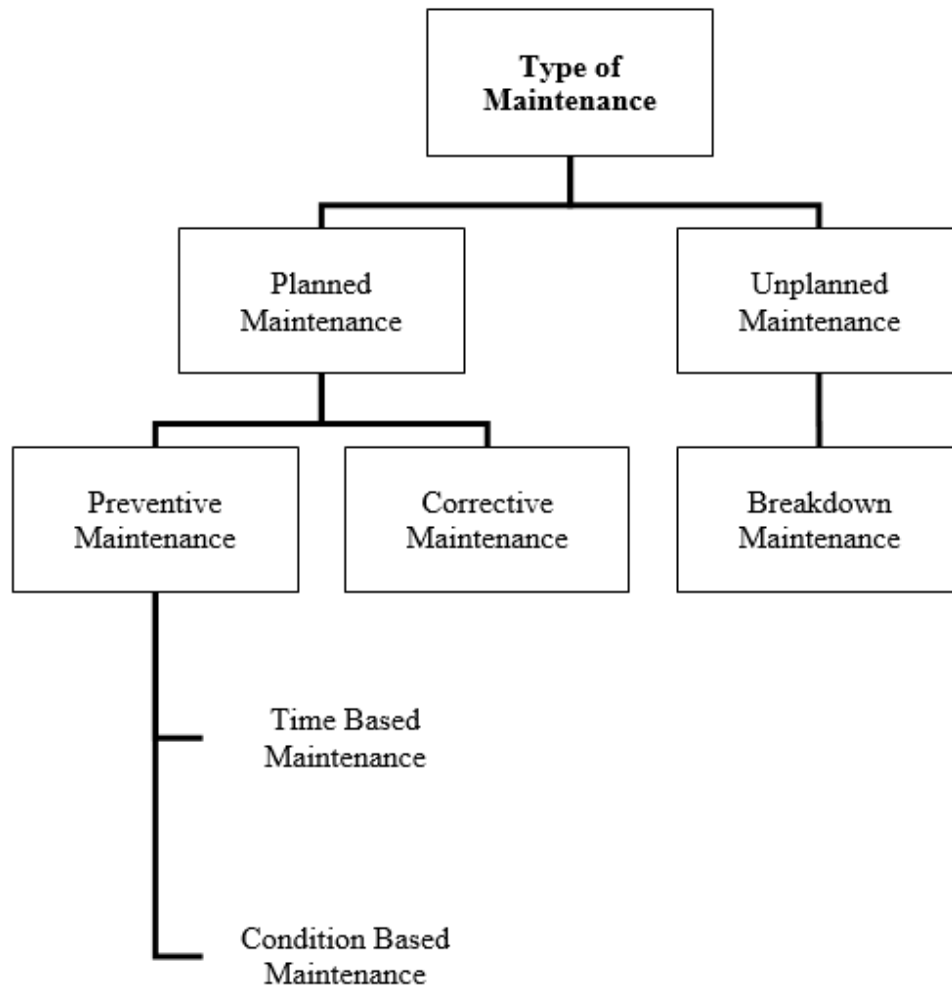 Type of
Maintenance
Planned
Maintenance
Unplanned
Maintenance
Preventive
Maintenance
Corrective
Maintenance
Breakdown
Maintenance
Time Based
Maintenance
Condition Based
Maintenance